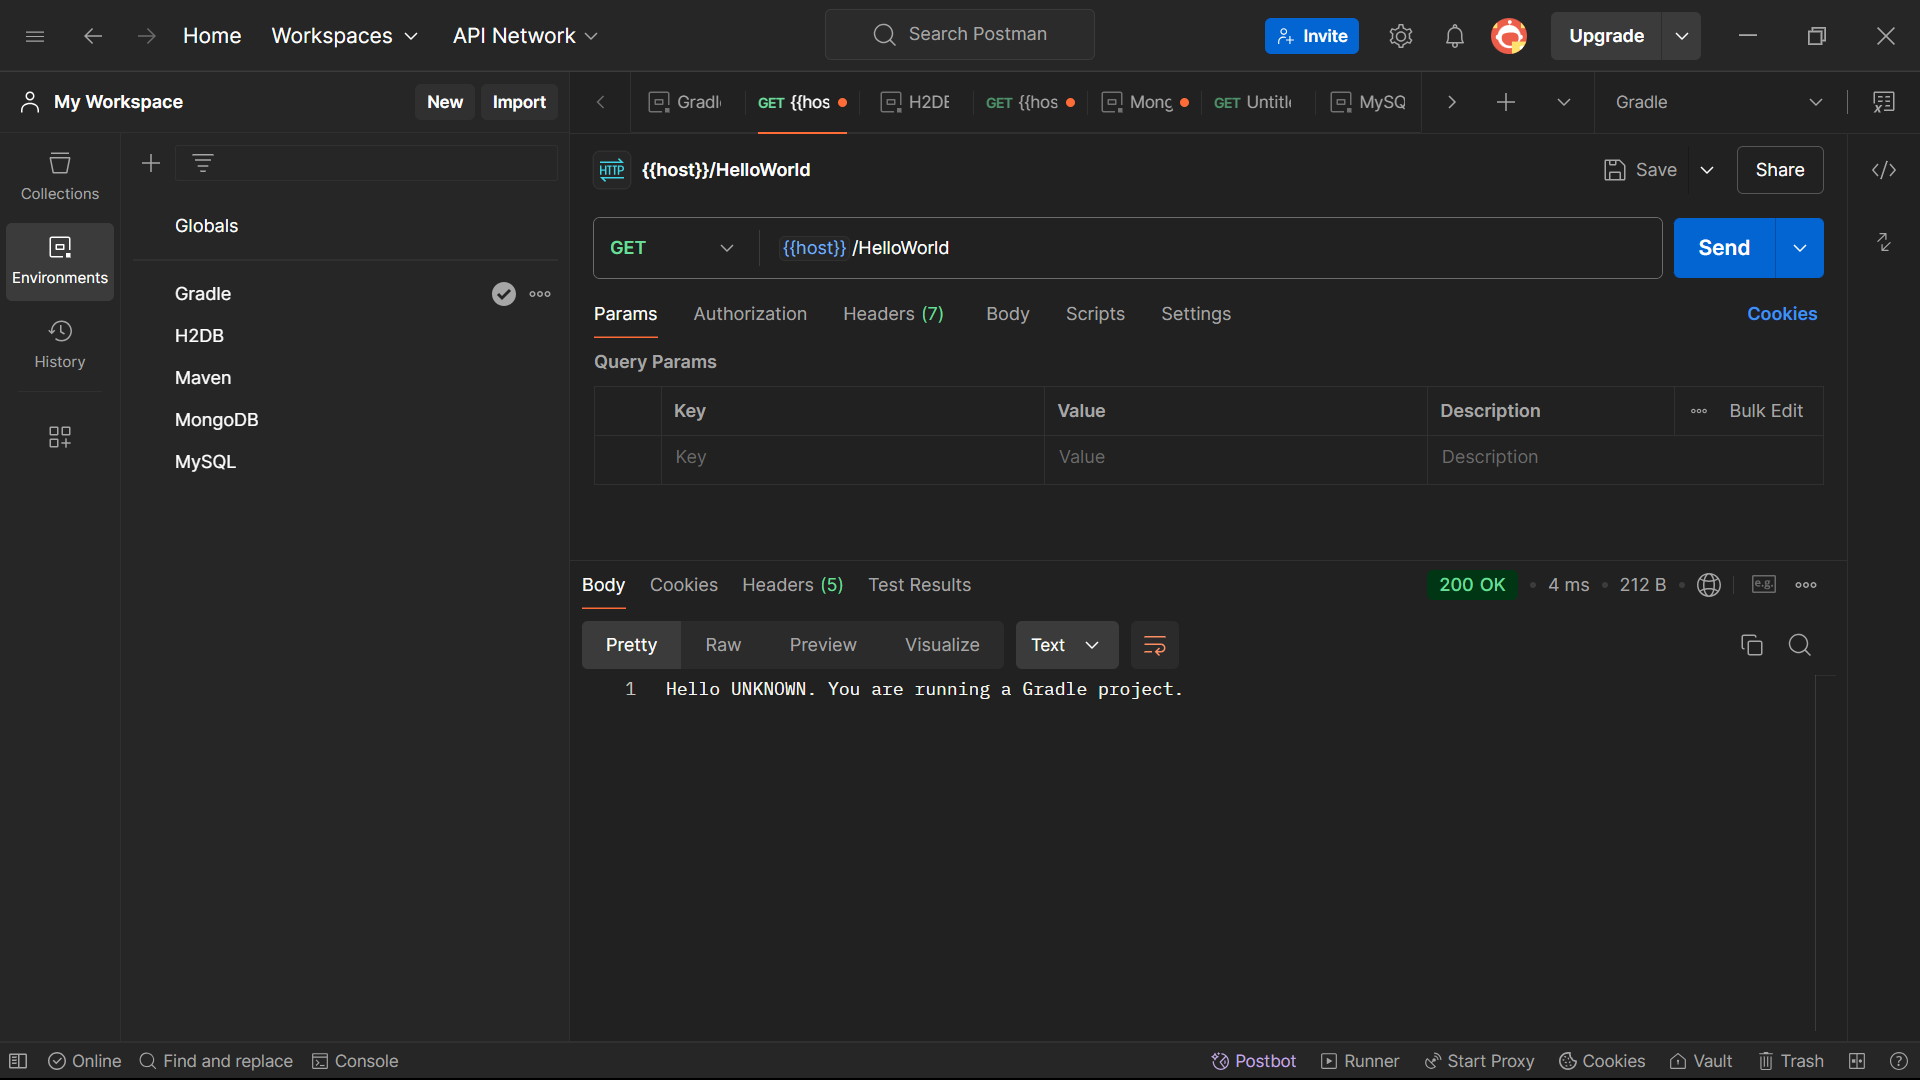 Home Workspaces API Network Search Postman Invite Upgrade
My Workspace New Import
Gradl GET {{hos H2DE GET {{hos Mong GET Untitl MySQ Gradle
Collections
Environments
History
Globals
Gradle
H2DB
Maven
MongoDB
MySQL
HTTP {{host}}/HelloWorld Save Share
GET {{host}} /HelloWorld Send
Params Authorization Headers (7) Body Scripts Settings Cookies
Query Params
Key Value Description Bulk Edit
Key Value Description
Body Cookies Headers (5) Test Results 200 OK • 4 ms • 212 B • e.g.
Pretty Raw Preview Visualize Text
1 Hello UNKNOWN. You are running a Gradle project.
Online Find and replace Console Postbot Runner Start Proxy Cookies Vault Trash